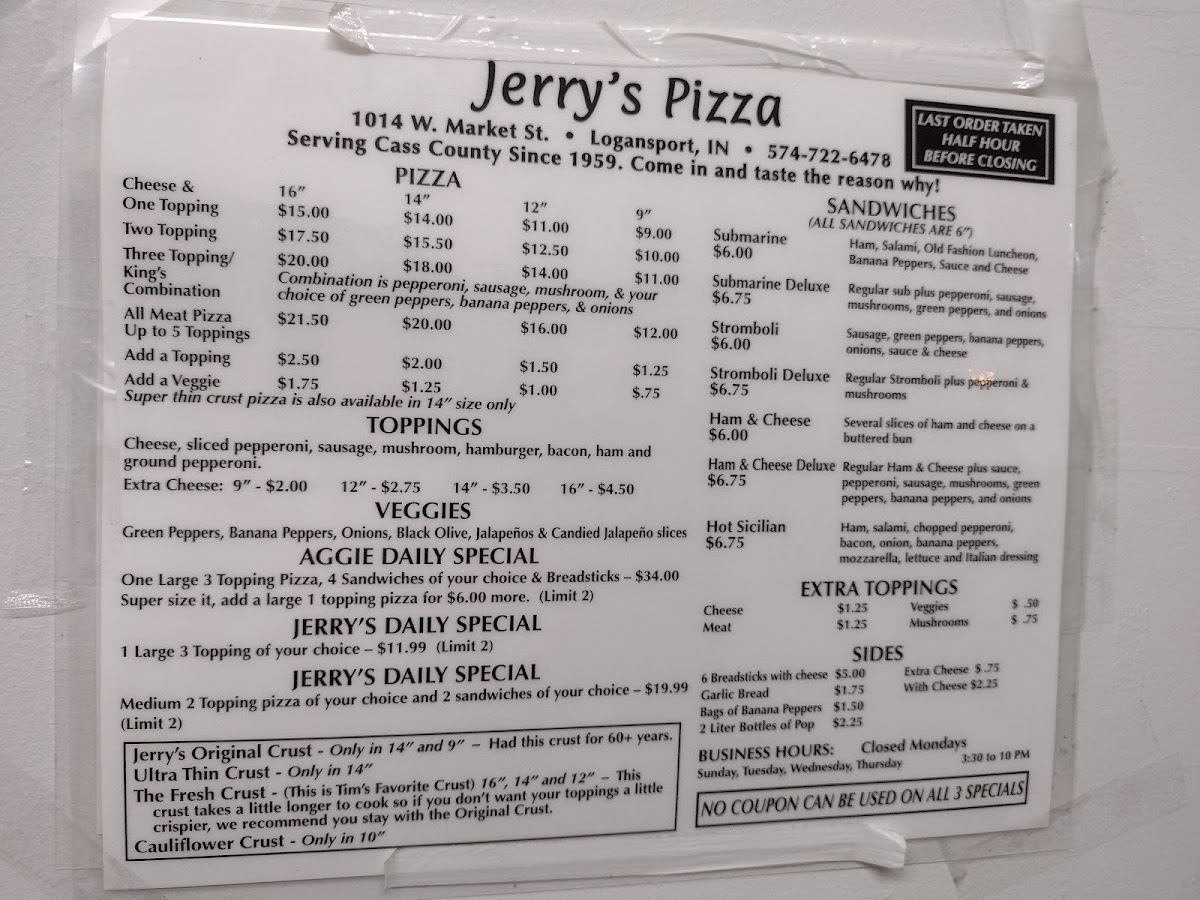 Jerry's Pizza
1014 W. Market St. • Logansport, IN • 574-722-6478
Serving Cass County Since 1959. Come in and taste the reason why!
LAST ORDER TAKEN
HALF HOUR
BEFORE CLOSING
PIZZA
16" 14" 12" 9"
Cheese &
One Topping $15.00 $14.00 $11.00 $9.00
Two Topping $17.50 $15.50 $12.50 $10.00
Three Topping/ $20.00 $18.00 $14.00 $11.00
King's
Combination
Combination is pepperoni, sausage, mushroom, & your
choice of green peppers, banana peppers, & onions
All Meat Pizza $21.50 $20.00 $16.00 $12.00
Up to 5 Toppings
Add a Topping $2.50 $2.00 $1.50 $1.25
Add a Veggie $1.75 $1.25 $1.00 $.75
Super thin crust pizza is also available in 14" size only
TOPPINGS
Cheese, sliced pepperoni, sausage, mushroom, hamburger, bacon, ham and
ground pepperoni.
Extra Cheese: 9" - $2.00 12" - $2.75 14" - $3.50 16" - $4.50
VEGGIES
Green Peppers, Banana Peppers, Onions, Black Olive, Jalapeños & Candied Jalapeño slices
AGGIE DAILY SPECIAL
One Large 3 Topping Pizza, 4 Sandwiches of your choice & Breadsticks – $34.00
Super size it, add a large 1 topping pizza for $6.00 more. (Limit 2)
JERRY'S DAILY SPECIAL
1 Large 3 Topping of your choice – $11.99 (Limit 2)
JERRY'S DAILY SPECIAL
Medium 2 Topping pizza of your choice and 2 sandwiches of your choice – $19.99
(Limit 2)
Jerry's Original Crust - Only in 14" and 9" – Had this crust for 60+ years.
Ultra Thin Crust - Only in 14"
The Fresh Crust - (This is Tim's Favorite Crust) 16", 14" and 12" – This
crust takes a little longer to cook so if you don't want your toppings a little
crispier, we recommend you stay with the Original Crust.
Cauliflower Crust - Only in 10"
SANDWICHES
(ALL SANDWICHES ARE 6")
Submarine
$6.00
Ham, Salami, Old Fashion Luncheon,
Banana Peppers, Sauce and Cheese
Submarine Deluxe
$6.75
Regular sub plus pepperoni, sausage,
mushrooms, green peppers, and onions
Stromboli
$6.00
Sausage, green peppers, banana peppers,
onions, sauce & cheese
Stromboli Deluxe
$6.75
Regular Stromboli plus pepperoni &
mushrooms
Ham & Cheese
$6.00
Several slices of ham and cheese on a
buttered bun
Ham & Cheese Deluxe
$6.75
Regular Ham & Cheese plus sauce,
pepperoni, sausage, mushrooms, green
peppers, banana peppers, and onions
Hot Sicilian
$6.75
Ham, salami, chopped pepperoni,
bacon, onion, banana peppers,
mozzarella, lettuce and Italian dressing
EXTRA TOPPINGS
Cheese $1.25 Veggies $ .50
Meat $1.25 Mushrooms $ .75
SIDES
6 Breadsticks with cheese $5.00 Extra Cheese $ .75
Garlic Bread $1.75 With Cheese $2.25
Bags of Banana Peppers $1.50
2 Liter Bottles of Pop $2.25
BUSINESS HOURS: Closed Mondays
Sunday, Tuesday, Wednesday, Thursday 3:30 to 10 PM
NO COUPON CAN BE USED ON ALL 3 SPECIALS